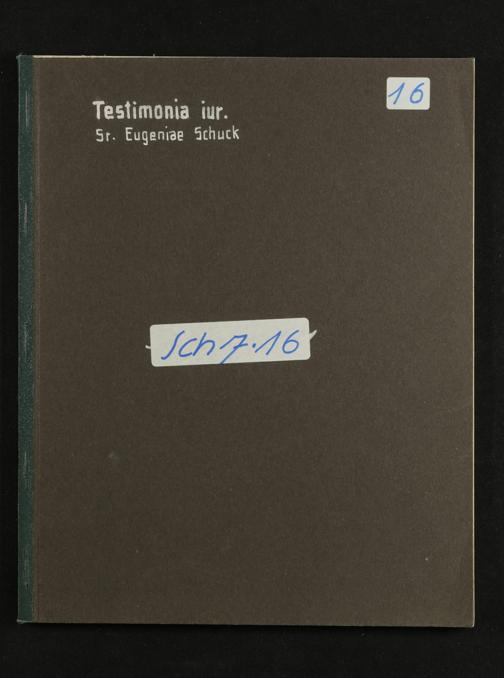 16
Testimonia iur.
Sr. Eugeniae Schuck
Sch 7.16